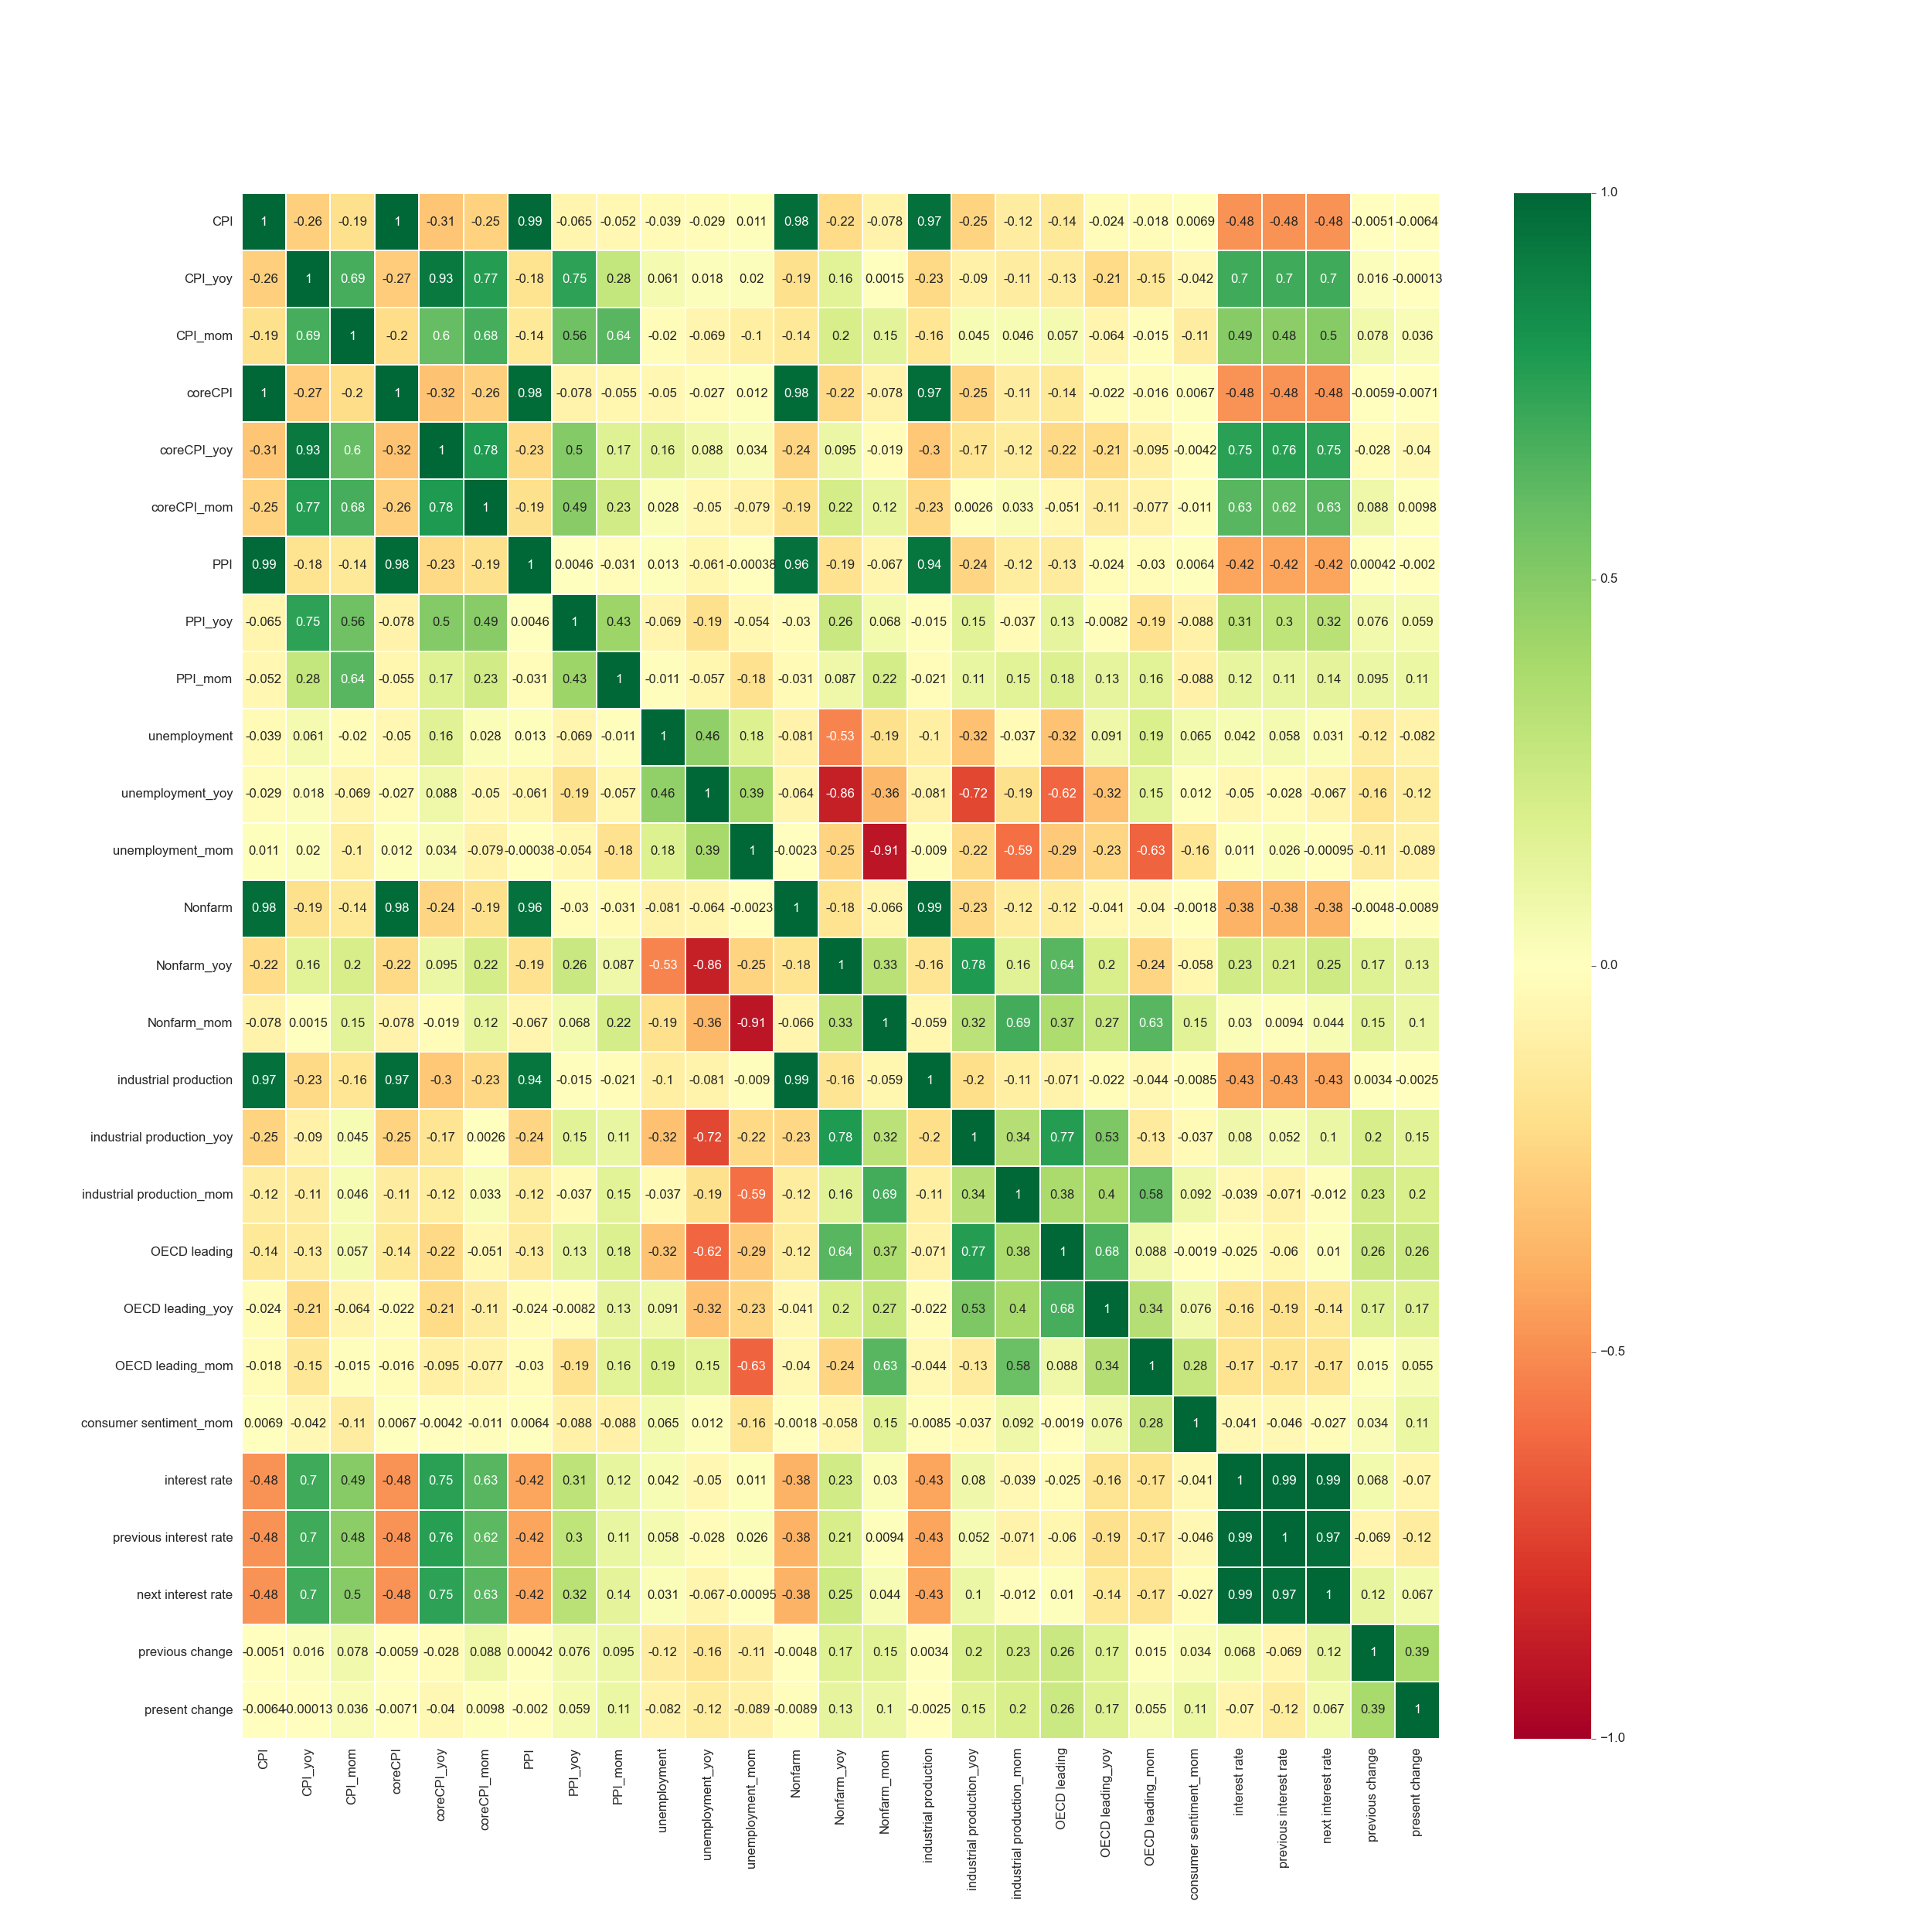 CPI 1 -0.26 -0.19 1 -0.31 -0.25 0.99 -0.065 -0.052 -0.039 -0.029 0.011 0.98 -0.22 -0.078 0.97 -0.25 -0.12 -0.14 -0.024 -0.018 0.0069 -0.48 -0.48 -0.48 -0.0051 -0.0064 1.0
CPI_yoy -0.26 1 0.69 -0.27 0.93 0.77 -0.18 0.75 0.28 0.061 0.018 0.02 -0.19 0.16 0.0015 -0.23 -0.09 -0.11 -0.13 -0.21 -0.15 -0.042 0.7 0.7 0.7 0.016 -0.00013
CPI_mom -0.19 0.69 1 -0.2 0.6 0.68 -0.14 0.56 0.64 -0.02 -0.069 -0.1 -0.14 0.2 0.15 -0.16 0.045 0.046 0.057 -0.064 -0.015 -0.11 0.49 0.48 0.5 0.078 0.036
coreCPI 1 -0.27 -0.2 1 -0.32 -0.26 0.98 -0.078 -0.055 -0.05 -0.027 0.012 0.98 -0.22 -0.078 0.97 -0.25 -0.11 -0.14 -0.022 -0.016 0.0067 -0.48 -0.48 -0.48 -0.0059 -0.0071
coreCPI_yoy -0.31 0.93 0.6 -0.32 1 0.78 -0.23 0.5 0.17 0.16 0.088 0.034 -0.24 0.095 -0.019 -0.3 -0.17 -0.12 -0.22 -0.21 -0.095 -0.0042 0.75 0.76 0.75 -0.028 -0.04
coreCPI_mom -0.25 0.77 0.68 -0.26 0.78 1 -0.19 0.49 0.23 0.028 -0.05 -0.079 -0.19 0.22 0.12 -0.23 0.0026 0.033 -0.051 -0.11 -0.077 -0.011 0.63 0.62 0.63 0.088 0.0098
PPI 0.99 -0.18 -0.14 0.98 -0.23 -0.19 1 0.0046 -0.031 0.013 -0.061 -0.00038 0.96 -0.19 -0.067 0.94 -0.24 -0.12 -0.13 -0.024 -0.03 0.0064 -0.42 -0.42 -0.42 0.00042 -0.002 0.5
PPI_yoy -0.065 0.75 0.56 -0.078 0.5 0.49 0.0046 1 0.43 -0.069 -0.19 -0.054 -0.03 0.26 0.068 -0.015 0.15 -0.037 0.13 -0.0082 -0.19 -0.088 0.31 0.3 0.32 0.076 0.059
PPI_mom -0.052 0.28 0.64 -0.055 0.17 0.23 -0.031 0.43 1 -0.011 -0.057 -0.18 -0.031 0.087 0.22 -0.021 0.11 0.15 0.18 0.13 0.16 -0.088 0.12 0.11 0.14 0.095 0.11
unemployment -0.039 0.061 -0.02 -0.05 0.16 0.028 0.013 -0.069 -0.011 1 0.46 0.18 -0.081 -0.53 -0.19 -0.1 -0.32 -0.037 -0.32 0.091 0.19 0.065 0.042 0.058 0.031 -0.12 -0.082
unemployment_yoy -0.029 0.018 -0.069 -0.027 0.088 -0.05 -0.061 -0.19 -0.057 0.46 1 0.39 -0.064 -0.86 -0.36 -0.081 -0.72 -0.19 -0.62 -0.32 0.15 0.012 -0.05 -0.028 -0.067 -0.16 -0.12
unemployment_mom 0.011 0.02 -0.1 0.012 0.034 -0.079 -0.00038 -0.054 -0.18 0.18 0.39 1 -0.0023 -0.25 -0.91 -0.009 -0.22 -0.59 -0.29 -0.23 -0.63 -0.16 0.011 0.026 -0.00095 -0.11 -0.089
Nonfarm 0.98 -0.19 -0.14 0.98 -0.24 -0.19 0.96 -0.03 -0.031 -0.081 -0.064 -0.0023 1 -0.18 -0.066 0.99 -0.23 -0.12 -0.12 -0.041 -0.04 -0.0018 -0.38 -0.38 -0.38 -0.0048 -0.0089
Nonfarm_yoy -0.22 0.16 0.2 -0.22 0.095 0.22 -0.19 0.26 0.087 -0.53 -0.86 -0.25 -0.18 1 0.33 -0.16 0.78 0.16 0.64 0.2 -0.24 -0.058 0.23 0.21 0.25 0.17 0.13 0.0
Nonfarm_mom -0.078 0.0015 0.15 -0.078 -0.019 0.12 -0.067 0.068 0.22 -0.19 -0.36 -0.91 -0.066 0.33 1 -0.059 0.32 0.69 0.37 0.27 0.63 0.15 0.03 0.0094 0.044 0.15 0.1
industrial production 0.97 -0.23 -0.16 0.97 -0.3 -0.23 0.94 -0.015 -0.021 -0.1 -0.081 -0.009 0.99 -0.16 -0.059 1 -0.2 -0.11 -0.071 -0.022 -0.044 -0.0085 -0.43 -0.43 -0.43 0.0034 -0.0025
industrial production_yoy -0.25 -0.09 0.045 -0.25 -0.17 0.0026 -0.24 0.15 0.11 -0.32 -0.72 -0.22 -0.23 0.78 0.32 -0.2 1 0.34 0.77 0.53 -0.13 -0.037 0.08 0.052 0.1 0.2 0.15
industrial production_mom -0.12 -0.11 0.046 -0.11 -0.12 0.033 -0.12 -0.037 0.15 -0.037 -0.19 -0.59 -0.12 0.16 0.69 -0.11 0.34 1 0.38 0.4 0.58 0.092 -0.039 -0.071 -0.012 0.23 0.2
OECD leading -0.14 -0.13 0.057 -0.14 -0.22 -0.051 -0.13 0.13 0.18 -0.32 -0.62 -0.29 -0.12 0.64 0.37 -0.071 0.77 0.38 1 0.68 0.088 -0.0019 -0.025 -0.06 0.01 0.26 0.26
OECD leading_yoy -0.024 -0.21 -0.064 -0.022 -0.21 -0.11 -0.024 -0.0082 0.13 0.091 -0.32 -0.23 -0.041 0.2 0.27 -0.022 0.53 0.4 0.68 1 0.34 0.076 -0.16 -0.19 -0.14 0.17 0.17
OECD leading_mom -0.018 -0.15 -0.015 -0.016 -0.095 -0.077 -0.03 -0.19 0.16 0.19 0.15 -0.63 -0.04 -0.24 0.63 -0.044 -0.13 0.58 0.088 0.34 1 0.28 -0.17 -0.17 -0.17 0.015 0.055 −0.5
consumer sentiment_mom 0.0069 -0.042 -0.11 0.0067 -0.0042 -0.011 0.0064 -0.088 -0.088 0.065 0.012 -0.16 -0.0018 -0.058 0.15 -0.0085 -0.037 0.092 -0.0019 0.076 0.28 1 -0.041 -0.046 -0.027 0.034 0.11
interest rate -0.48 0.7 0.49 -0.48 0.75 0.63 -0.42 0.31 0.12 0.042 -0.05 0.011 -0.38 0.23 0.03 -0.43 0.08 -0.039 -0.025 -0.16 -0.17 -0.041 1 0.99 0.99 0.068 -0.07
previous interest rate -0.48 0.7 0.48 -0.48 0.76 0.62 -0.42 0.3 0.11 0.058 -0.028 0.026 -0.38 0.21 0.0094 -0.43 0.052 -0.071 -0.06 -0.19 -0.17 -0.046 0.99 1 0.97 -0.069 -0.12
next interest rate -0.48 0.7 0.5 -0.48 0.75 0.63 -0.42 0.32 0.14 0.031 -0.067 -0.00095 -0.38 0.25 0.044 -0.43 0.1 -0.012 0.01 -0.14 -0.17 -0.027 0.99 0.97 1 0.12 0.067
previous change -0.0051 0.016 0.078 -0.0059 -0.028 0.088 0.00042 0.076 0.095 -0.12 -0.16 -0.11 -0.0048 0.17 0.15 0.0034 0.2 0.23 0.26 0.17 0.015 0.034 0.068 -0.069 0.12 1 0.39
present change -0.0064 -0.00013 0.036 -0.0071 -0.04 0.0098 -0.002 0.059 0.11 -0.082 -0.12 -0.089 -0.0089 0.13 0.1 -0.0025 0.15 0.2 0.26 0.17 0.055 0.11 -0.07 -0.12 0.067 0.39 1
−1.0
CPI
CPI_yoy
CPI_mom
coreCPI
coreCPI_yoy
coreCPI_mom
PPI
PPI_yoy
PPI_mom
unemployment
unemployment_yoy
unemployment_mom
Nonfarm
Nonfarm_yoy
Nonfarm_mom
industrial production
industrial production_yoy
industrial production_mom
OECD leading
OECD leading_yoy
OECD leading_mom
consumer sentiment_mom
interest rate
previous interest rate
next interest rate
previous change
present change